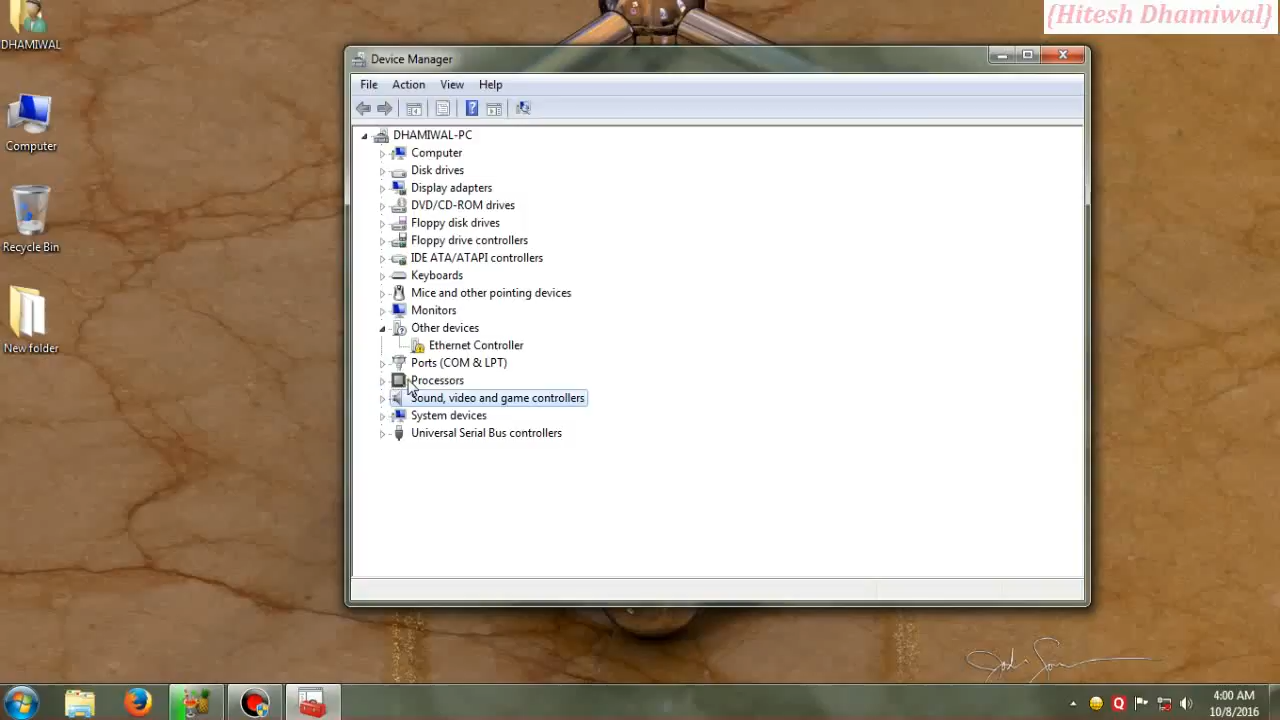 {Hitesh Dhamiwal}
DHAMIWAL
Computer
Recycle Bin
New folder
Device Manager
File Action View Help
DHAMIWAL-PC
Computer
Disk drives
Display adapters
DVD/CD-ROM drives
Floppy disk drives
Floppy drive controllers
IDE ATA/ATAPI controllers
Keyboards
Mice and other pointing devices
Monitors
Other devices
Ethernet Controller
Ports (COM & LPT)
Processors
Sound, video and game controllers
System devices
Universal Serial Bus controllers
4:00 AM
10/8/2016